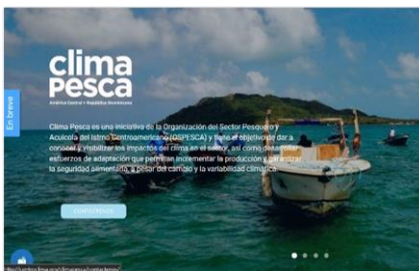 clima
pesca
América Central • República Dominicana
En breve
Clima Pesca es una iniciativa de la Organización del Sector Pesquero y
Acuícola del Istmo Centroamericano (OSPESCA) y tiene el objetivo de dar a
conocer y visibilizar los impactos del clima en el sector, así como desarrollar
esfuerzos de adaptación que permitan incrementar la producción y garantizar
la seguridad alimentaria, a pesar del cambio y la variabilidad climática.